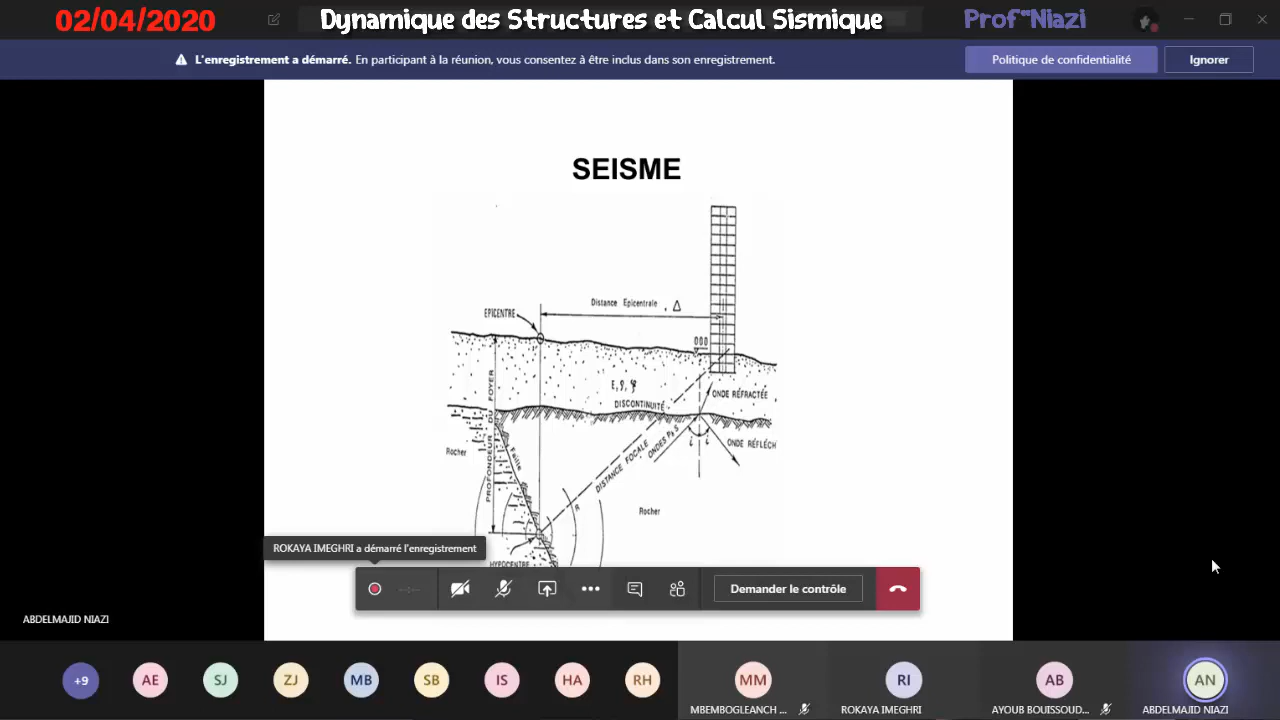 02/04/2020
Dynamique des Structures et Calcul Sismique
Prof"Niazi
L'enregistrement a démarré. En participant à la réunion, vous consentez à être inclus dans son enregistrement.
Politique de confidentialité
Ignorer
SEISME
Distance Epicentrale , Δ
EPICENTRE
PROFONDEUR DU FOYER
DISCONTINUITÉ
ONDE RÉFRACTÉE
ONDES P, S
i i
ONDE RÉFLÉCH
Rocher
Faille
DISTANCE FOCALE
R
Rocher
HYPOCENTRE
ROKAYA IMEGHRI a démarré l'enregistrement
Demander le contrôle
ABDELMAJID NIAZI
+9
AE
SJ
ZJ
MB
SB
IS
HA
RH
MM
MBEMBOGLEANCH ...
RI
ROKAYA IMEGHRI
AB
AYOUB BOUISSOUD...
AN
ABDELMAJID NIAZI